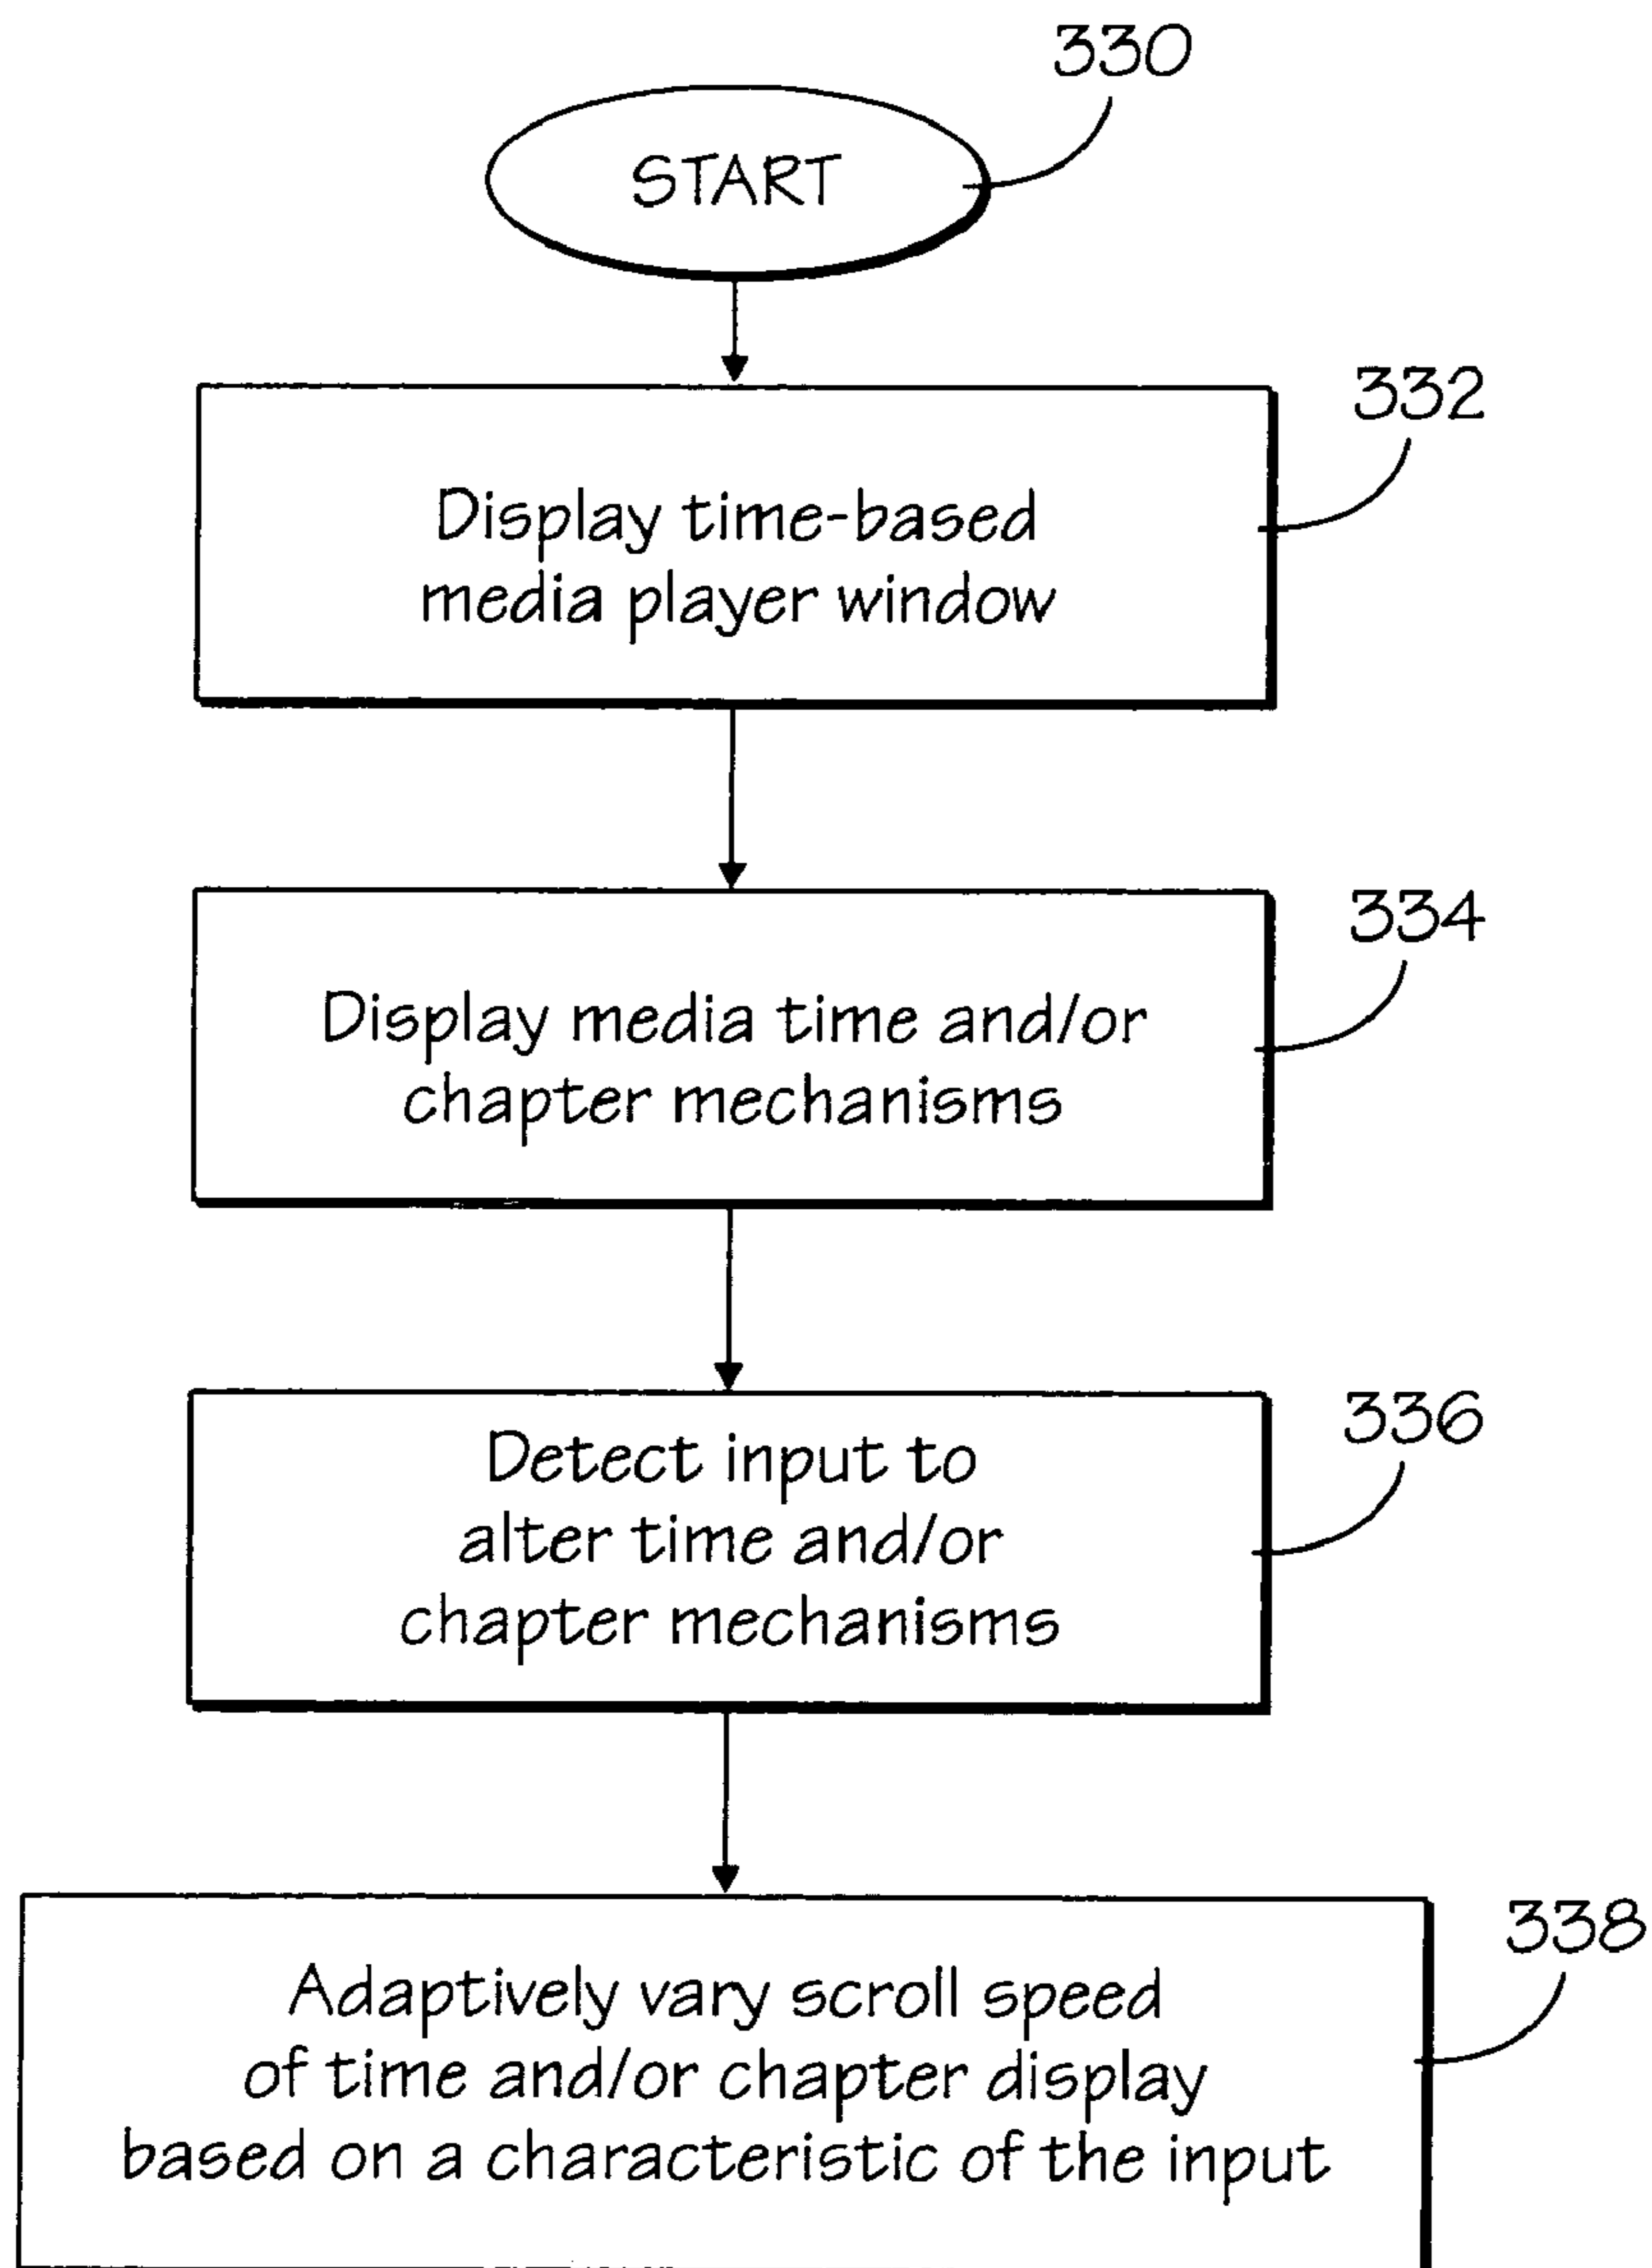 330
START
332
Display time-based
media player window
334
Display media time and/or
chapter mechanisms
336
Detect input to
alter time and/or
chapter mechanisms
338
Adaptively vary scroll speed
of time and/or chapter display
based on a characteristic of the input